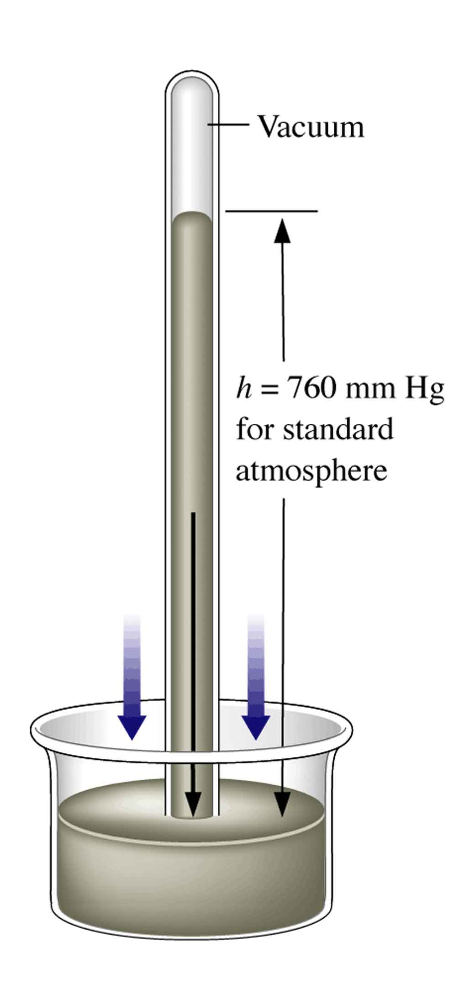 Vacuum
h = 760 mm Hg
for standard
atmosphere